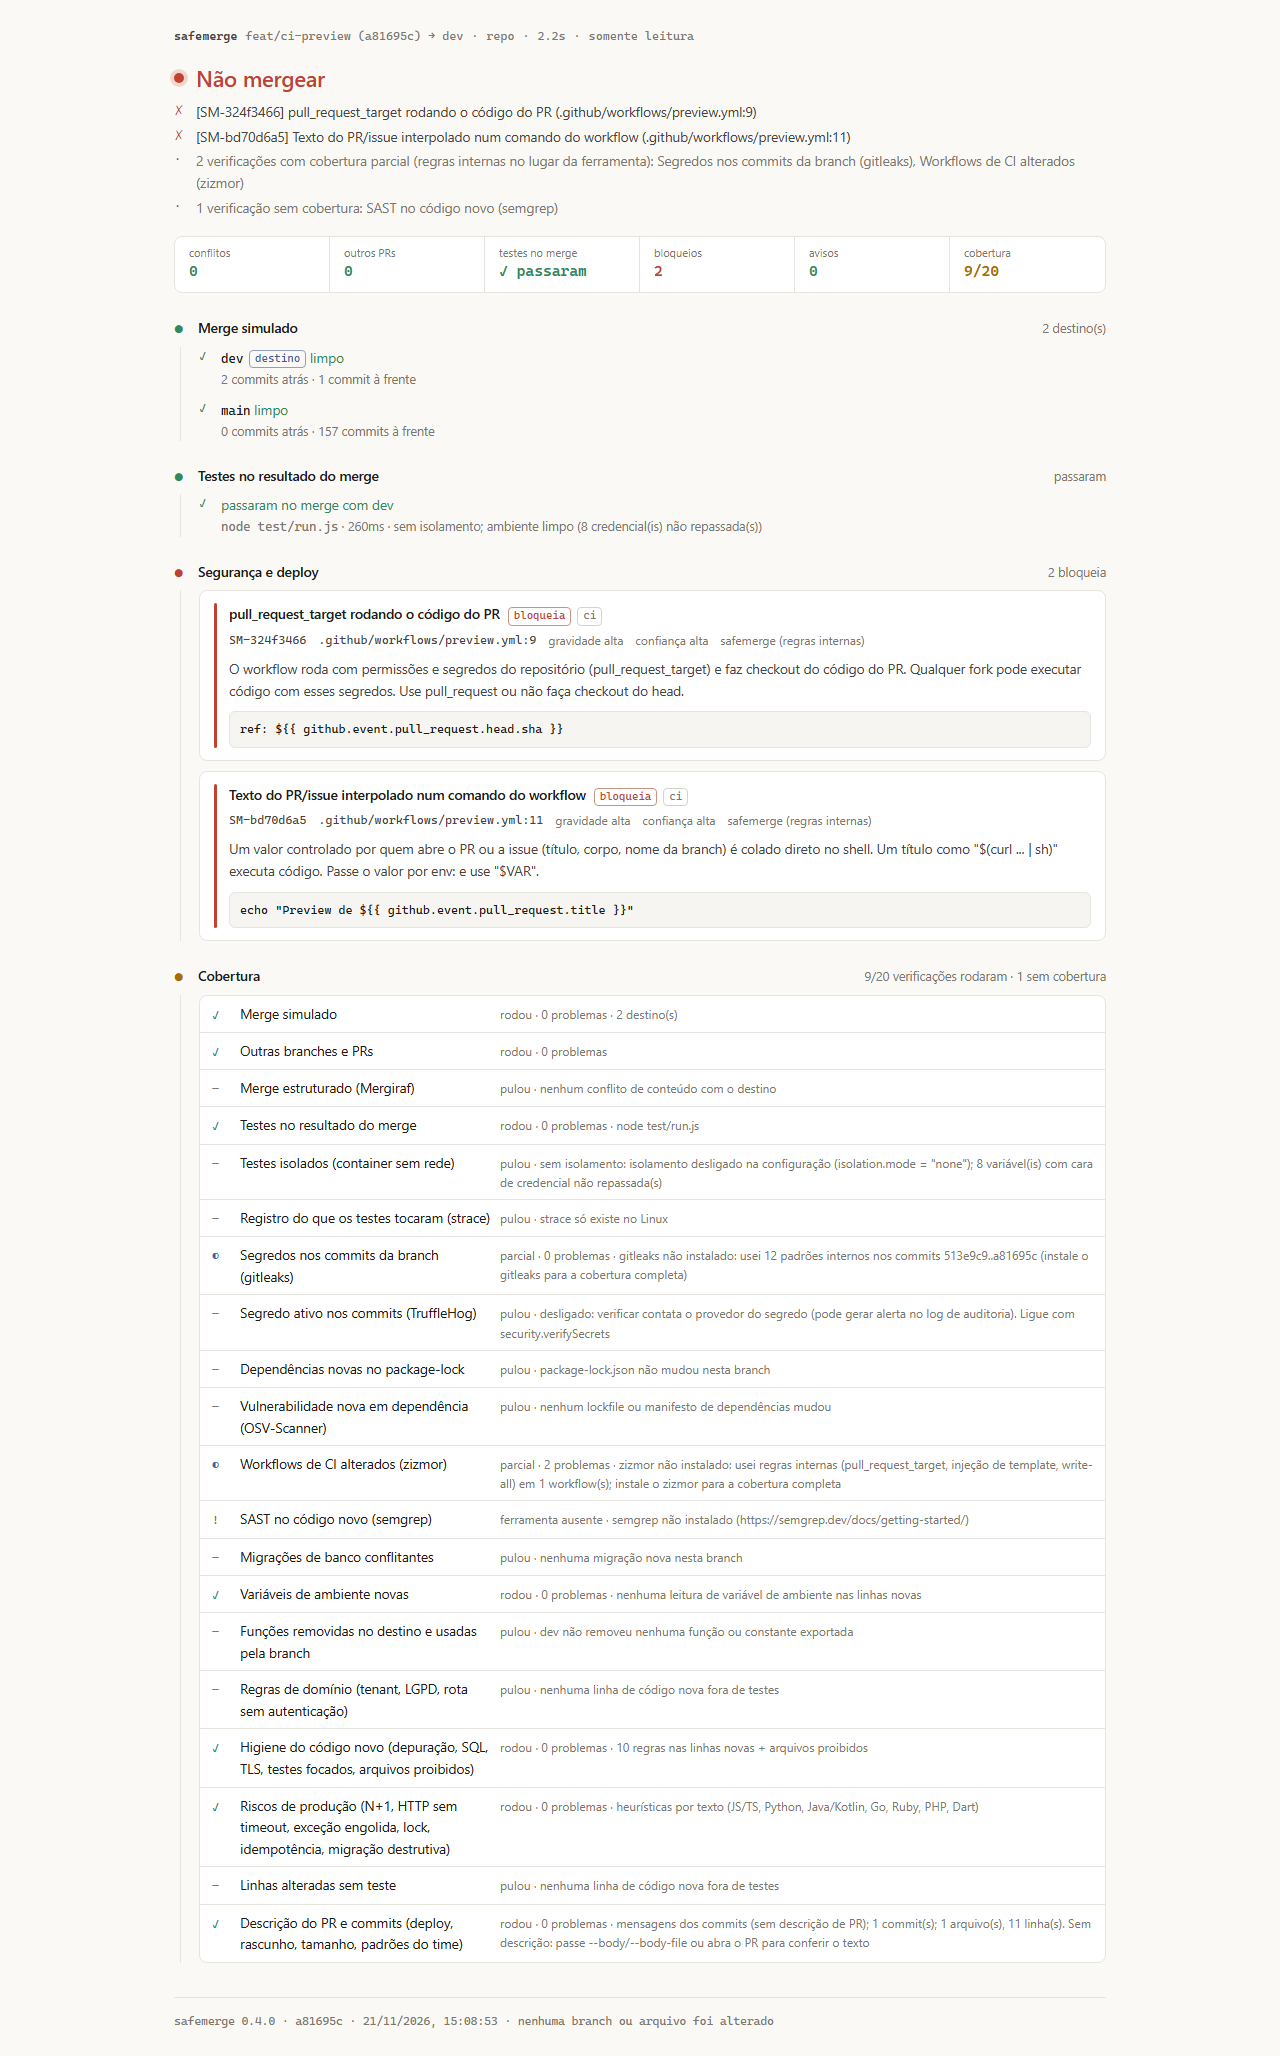 safemerge feat/ci-preview (a81695c) → dev · repo · 2.2s · somente leitura
Não mergear
✗ [SM-324f3466] pull_request_target rodando o código do PR (.github/workflows/preview.yml:9)
✗ [SM-bd70d6a5] Texto do PR/issue interpolado num comando do workflow (.github/workflows/preview.yml:11)
· 2 verificações com cobertura parcial (regras internas no lugar da ferramenta): Segredos nos commits da branch (gitleaks), Workflows de CI alterados
(zizmor)
· 1 verificação sem cobertura: SAST no código novo (semgrep)
conflitos outros PRs testes no merge bloqueios avisos cobertura
0 0 ✓ passaram 2 0 9/20
Merge simulado 2 destino(s)
✓ dev destino limpo
2 commits atrás · 1 commit à frente
✓ main limpo
0 commits atrás · 157 commits à frente
Testes no resultado do merge passaram
✓ passaram no merge com dev
node test/run.js · 260ms · sem isolamento; ambiente limpo (8 credencial(is) não repassada(s))
Segurança e deploy 2 bloqueia
pull_request_target rodando o código do PR bloqueia ci
SM-324f3466 .github/workflows/preview.yml:9 gravidade alta confiança alta safemerge (regras internas)
O workflow roda com permissões e segredos do repositório (pull_request_target) e faz checkout do código do PR. Qualquer fork pode executar
código com esses segredos. Use pull_request ou não faça checkout do head.
ref: ${{ github.event.pull_request.head.sha }}
Texto do PR/issue interpolado num comando do workflow bloqueia ci
SM-bd70d6a5 .github/workflows/preview.yml:11 gravidade alta confiança alta safemerge (regras internas)
Um valor controlado por quem abre o PR ou a issue (título, corpo, nome da branch) é colado direto no shell. Um título como "$(curl ... | sh)"
executa código. Passe o valor por env: e use "$VAR".
echo "Preview de ${{ github.event.pull_request.title }}"
Cobertura 9/20 verificações rodaram · 1 sem cobertura
✓ Merge simulado rodou · 0 problemas · 2 destino(s)
✓ Outras branches e PRs rodou · 0 problemas
– Merge estruturado (Mergiraf) pulou · nenhum conflito de conteúdo com o destino
✓ Testes no resultado do merge rodou · 0 problemas · node test/run.js
– Testes isolados (container sem rede) pulou · sem isolamento: isolamento desligado na configuração (isolation.mode = "none"); 8 variável(is) com cara
de credencial não repassada(s)
– Registro do que os testes tocaram (strace) pulou · strace só existe no Linux
◐ Segredos nos commits da branch parcial · 0 problemas · gitleaks não instalado: usei 12 padrões internos nos commits 513e9c9..a81695c (instale o
(gitleaks) gitleaks para a cobertura completa)
– Segredo ativo nos commits (TruffleHog) pulou · desligado: verificar contata o provedor do segredo (pode gerar alerta no log de auditoria). Ligue com
security.verifySecrets
– Dependências novas no package-lock pulou · package-lock.json não mudou nesta branch
– Vulnerabilidade nova em dependência pulou · nenhum lockfile ou manifesto de dependências mudou
(OSV-Scanner)
◐ Workflows de CI alterados (zizmor) parcial · 2 problemas · zizmor não instalado: usei regras internas (pull_request_target, injeção de template, write-
all) em 1 workflow(s); instale o zizmor para a cobertura completa
! SAST no código novo (semgrep) ferramenta ausente · semgrep não instalado (https://semgrep.dev/docs/getting-started/)
– Migrações de banco conflitantes pulou · nenhuma migração nova nesta branch
✓ Variáveis de ambiente novas rodou · 0 problemas · nenhuma leitura de variável de ambiente nas linhas novas
– Funções removidas no destino e usadas pulou · dev não removeu nenhuma função ou constante exportada
pela branch
– Regras de domínio (tenant, LGPD, rota pulou · nenhuma linha de código nova fora de testes
sem autenticação)
✓ Higiene do código novo (depuração, SQL, rodou · 0 problemas · 10 regras nas linhas novas + arquivos proibidos
TLS, testes focados, arquivos proibidos)
✓ Riscos de produção (N+1, HTTP sem rodou · 0 problemas · heurísticas por texto (JS/TS, Python, Java/Kotlin, Go, Ruby, PHP, Dart)
timeout, exceção engolida, lock,
idempotência, migração destrutiva)
– Linhas alteradas sem teste pulou · nenhuma linha de código nova fora de testes
✓ Descrição do PR e commits (deploy, rodou · 0 problemas · mensagens dos commits (sem descrição de PR); 1 commit(s); 1 arquivo(s), 11 linha(s). Sem
rascunho, tamanho, padrões do time) descrição: passe --body/--body-file ou abra o PR para conferir o texto
safemerge 0.4.0 · a81695c · 21/11/2026, 15:08:53 · nenhuma branch ou arquivo foi alterado